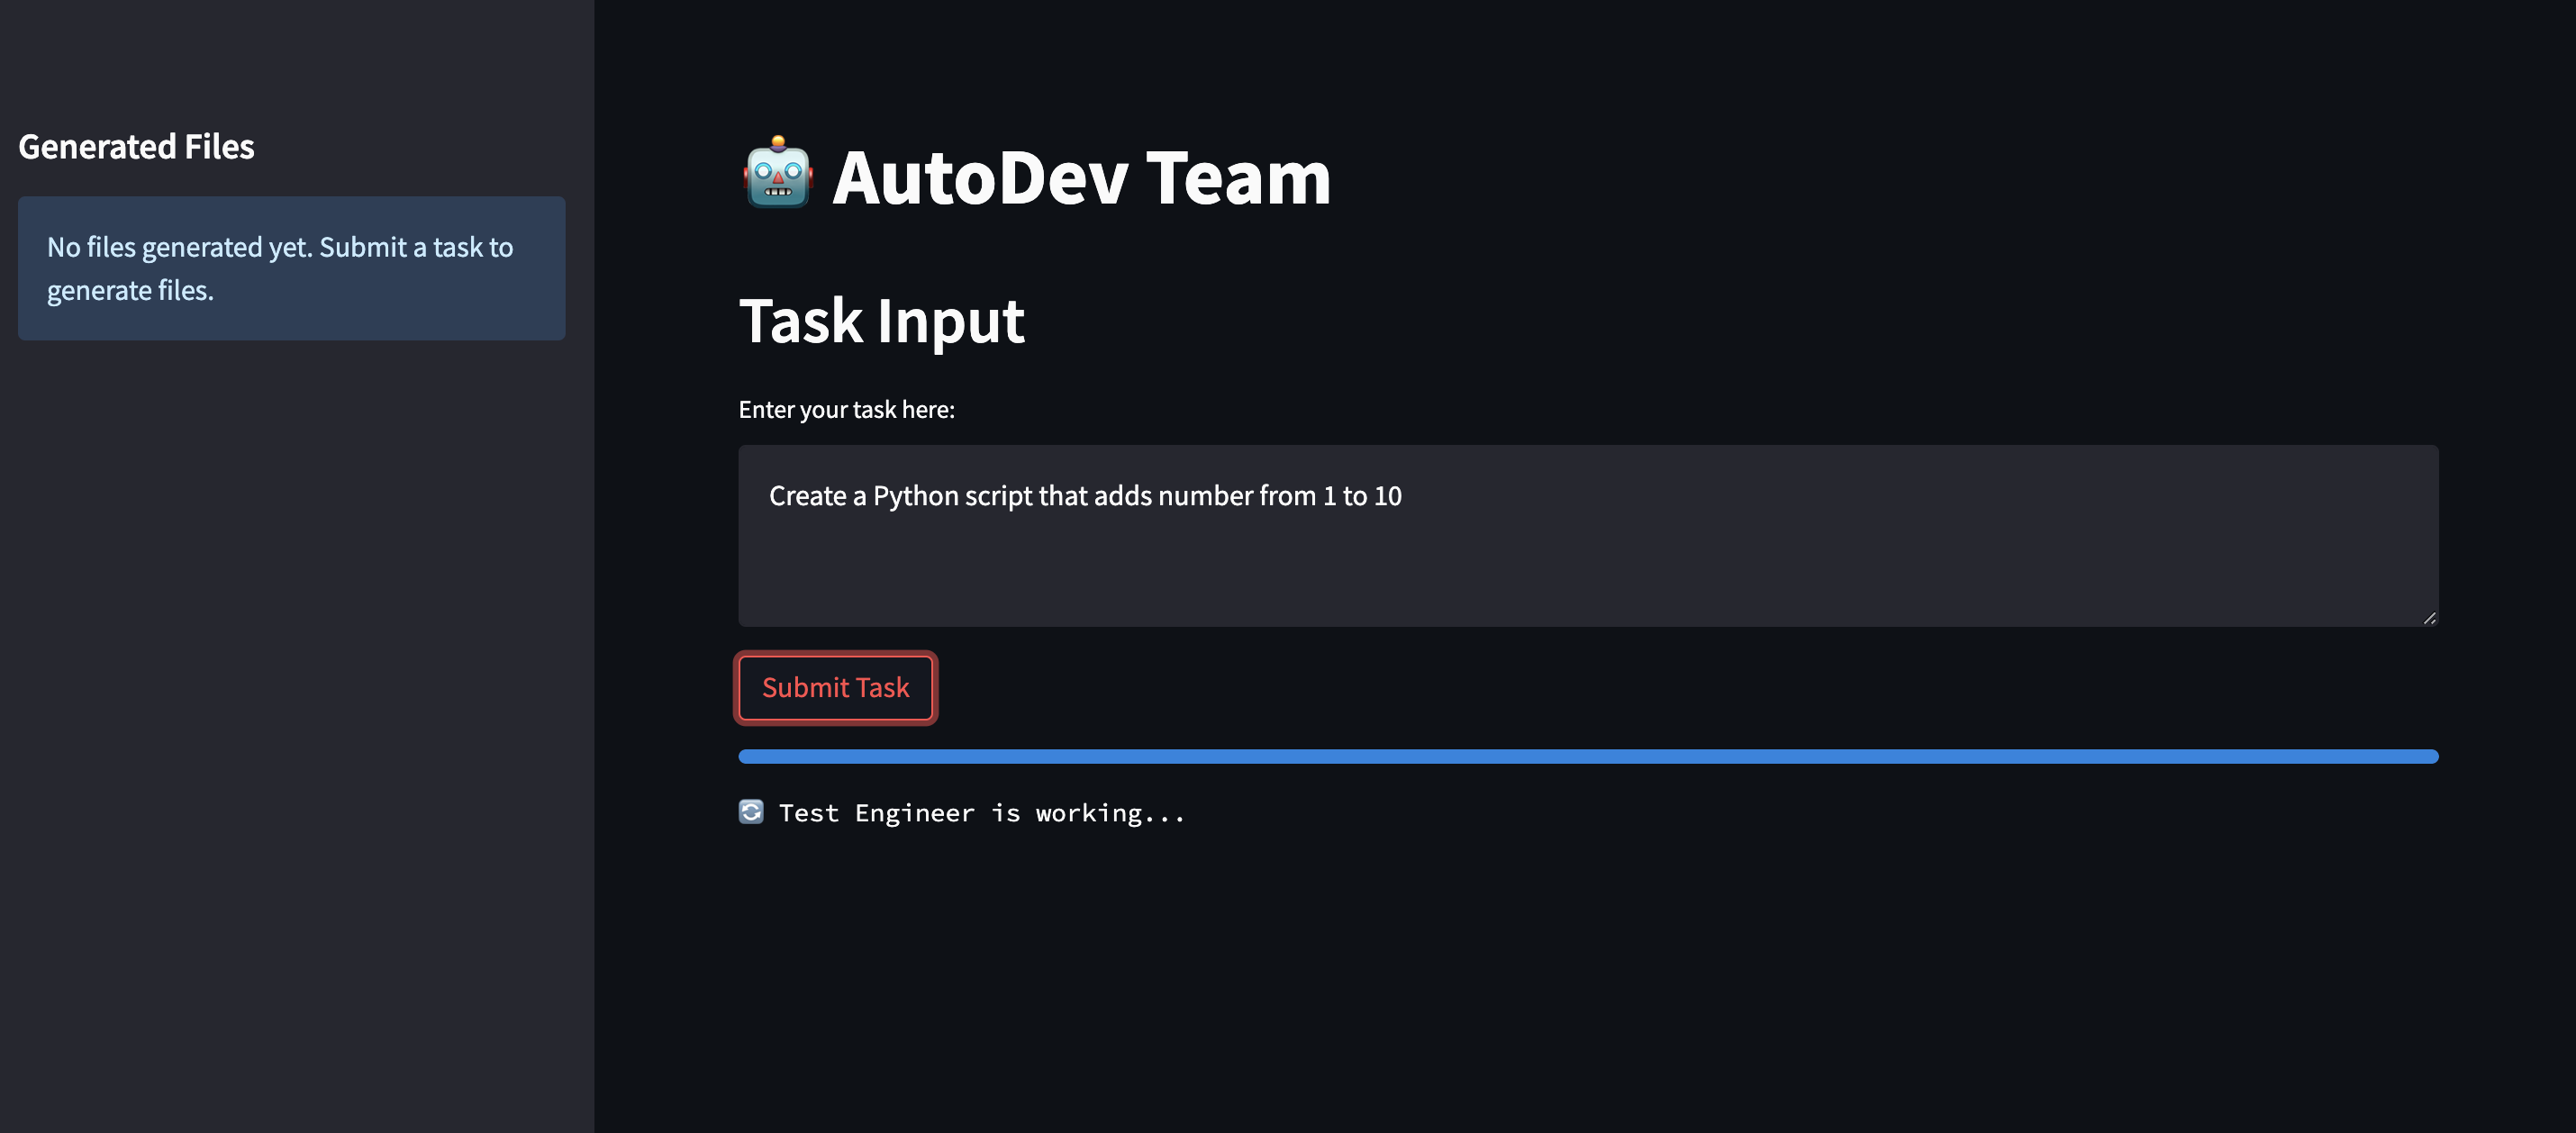 Generated Files
No files generated yet. Submit a task to
generate files.
AutoDev Team
Task Input
Enter your task here:
Create a Python script that adds number from 1 to 10
Submit Task
Test Engineer is working...